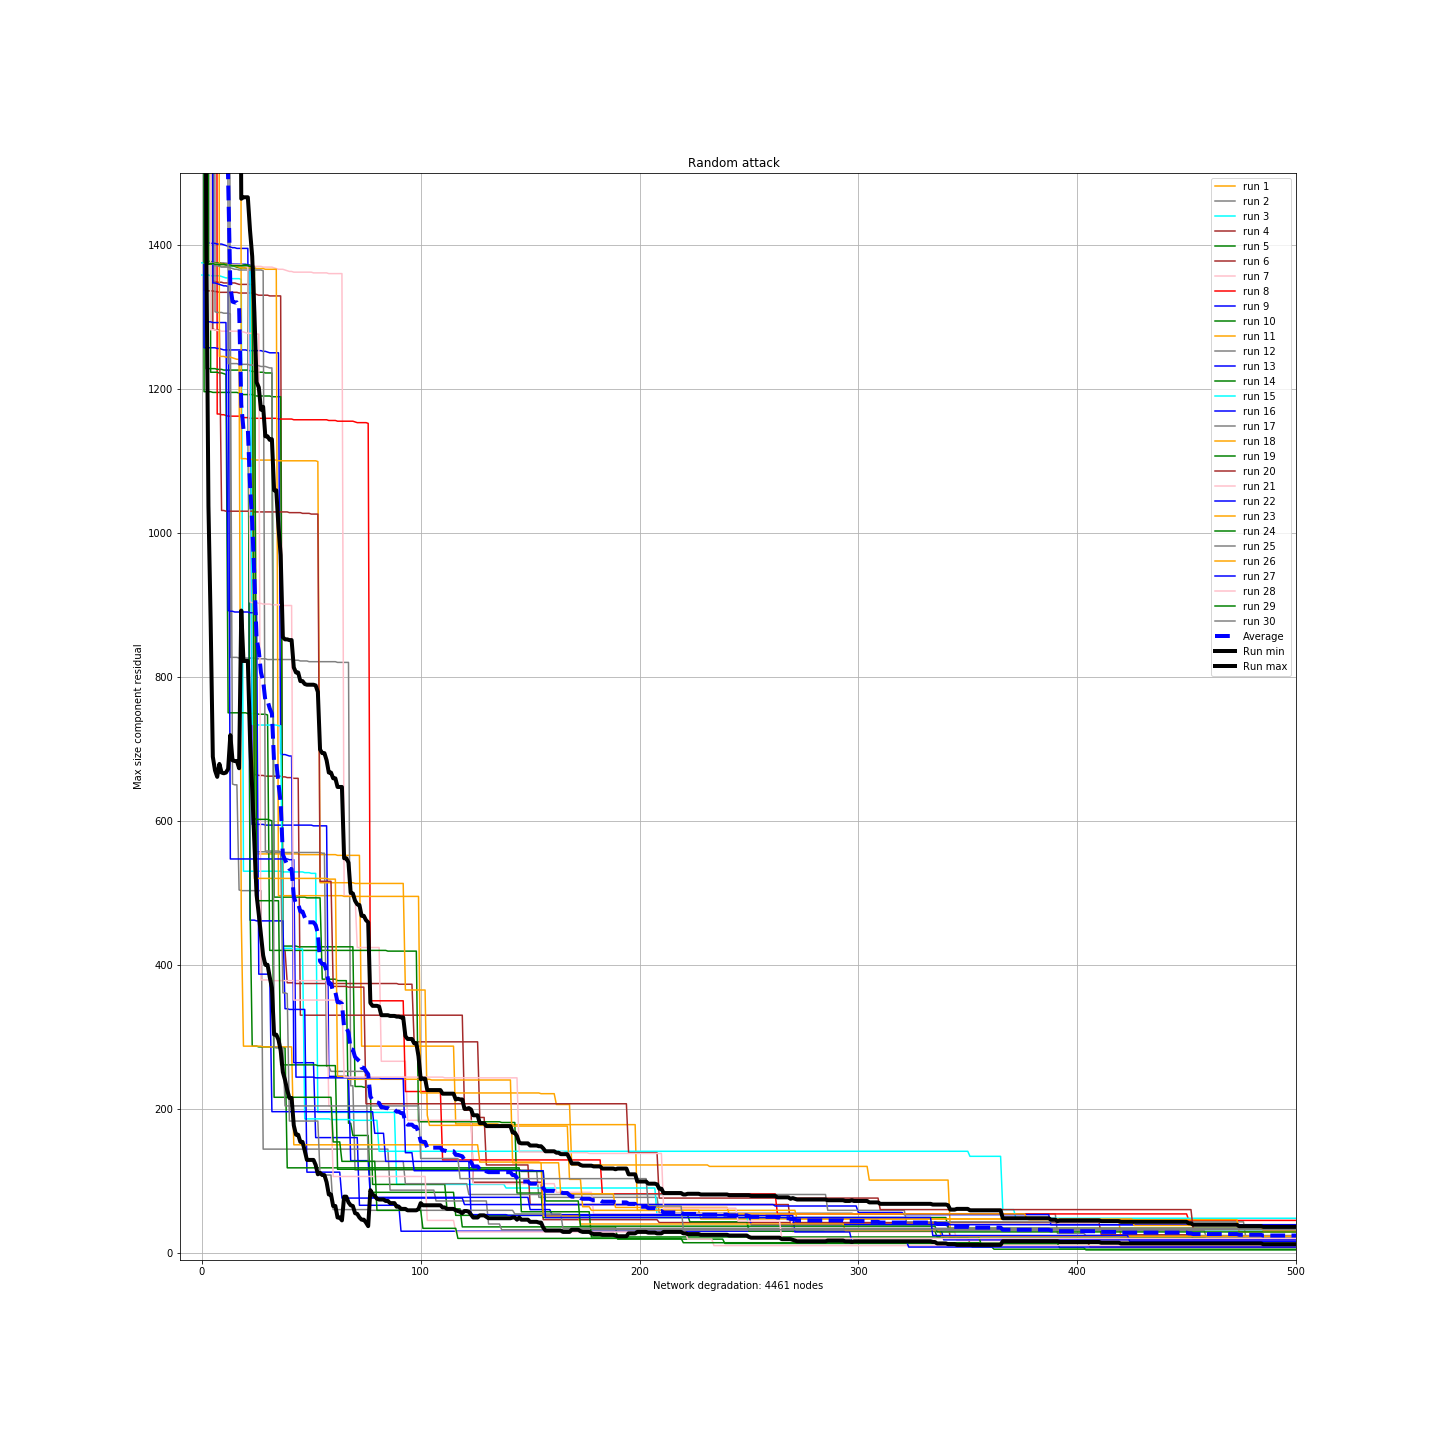 Random attack
Max size component residual
1400
1200
1000
800
600
400
200
0
0 100 200 300 400 500
Network degradation: 4461 nodes
run 1
run 2
run 3
run 4
run 5
run 6
run 7
run 8
run 9
run 10
run 11
run 12
run 13
run 14
run 15
run 16
run 17
run 18
run 19
run 20
run 21
run 22
run 23
run 24
run 25
run 26
run 27
run 28
run 29
run 30
Average
Run min
Run max